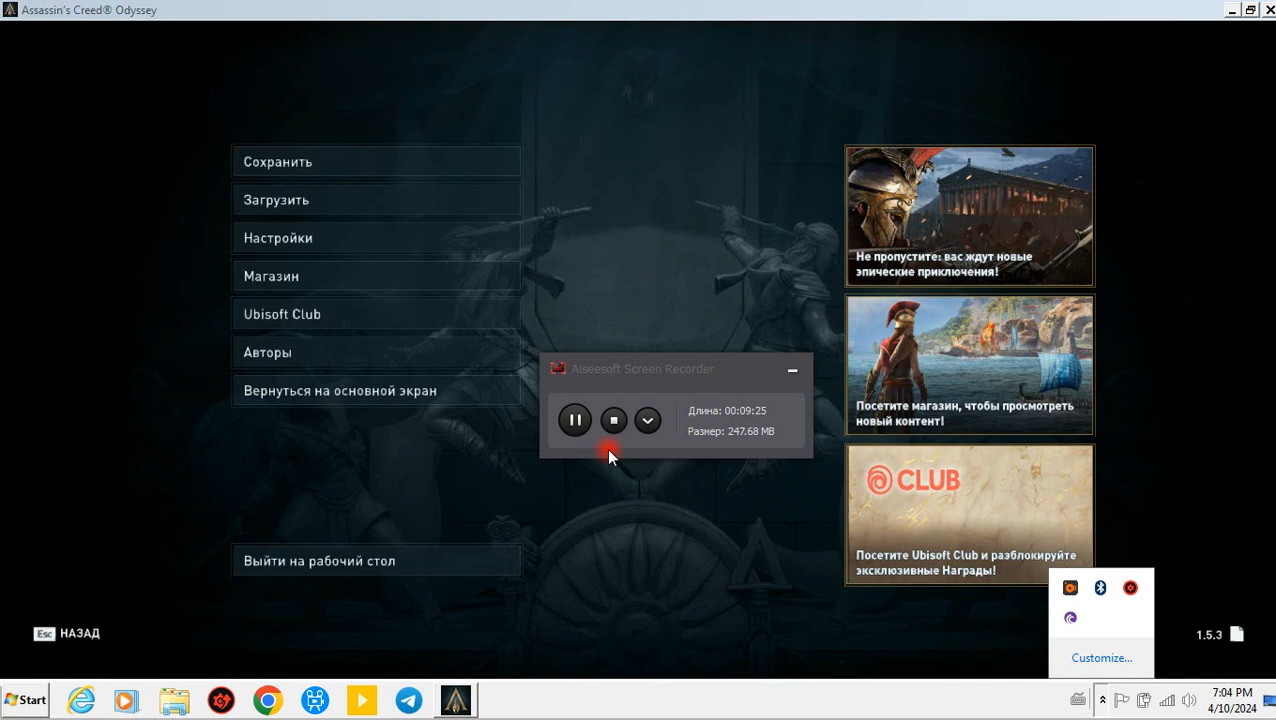 Assassin's Creed® Odyssey
Сохранить
Загрузить
Настройки
Магазин
Ubisoft Club
Авторы
Вернуться на основной экран
Выйти на рабочий стол
Esc НАЗАД
Не пропустите: вас ждут новые
эпические приключения!
Посетите магазин, чтобы просмотреть
новый контент!
CLUB
Посетите Ubisoft Club и разблокируйте
эксклюзивные Награды!
Aiseesoft Screen Recorder
Длина: 00:09:25
Размер: 247.68 MB
Customize...
1.5.3
Start
7:04 PM
4/10/2024